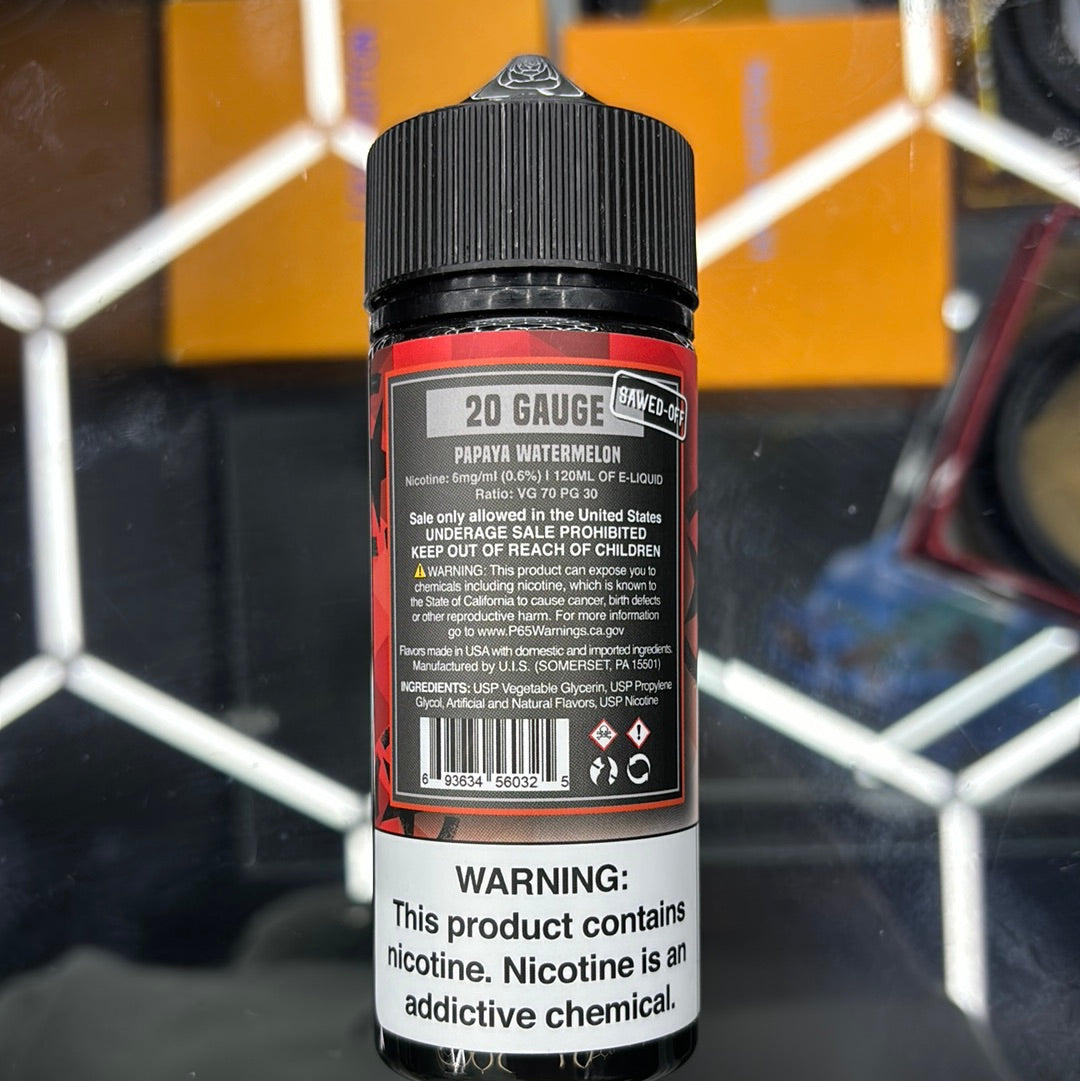 20 GAUGE
SAWED-OFF
PAPAYA WATERMELON
Nicotine: 6mg/ml (0.6%) I 120ML OF E-LIQUID
Ratio: VG 70 PG 30
Sale only allowed in the United States
UNDERAGE SALE PROHIBITED
KEEP OUT OF REACH OF CHILDREN
⚠WARNING: This product can expose you to
chemicals including nicotine, which is known to
the State of California to cause cancer, birth defects
or other reproductive harm. For more information
go to www.P65Warnings.ca.gov
Flavors made in USA with domestic and imported ingredients.
Manufactured by U.I.S. (SOMERSET, PA 15501)
INGREDIENTS: USP Vegetable Glycerin, USP Propylene
Glycol, Artificial and Natural Flavors, USP Nicotine
6 93634 56032 5
WARNING:
This product contains
nicotine. Nicotine is an
addictive chemical.